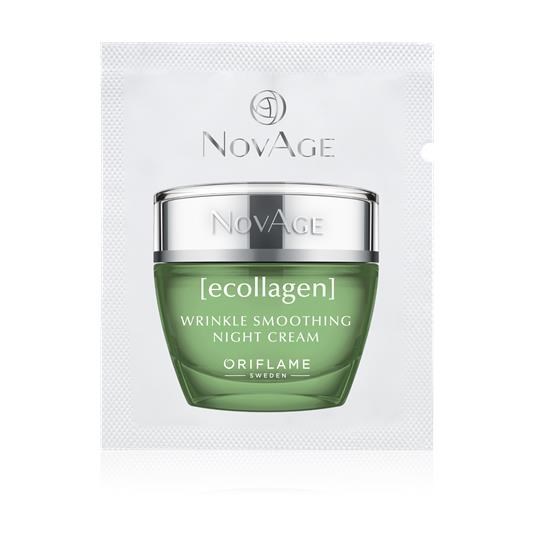 NOVAGE
NOVAGE
[ecollagen]
WRINKLE SMOOTHING
NIGHT CREAM
ORIFLAME
SWEDEN